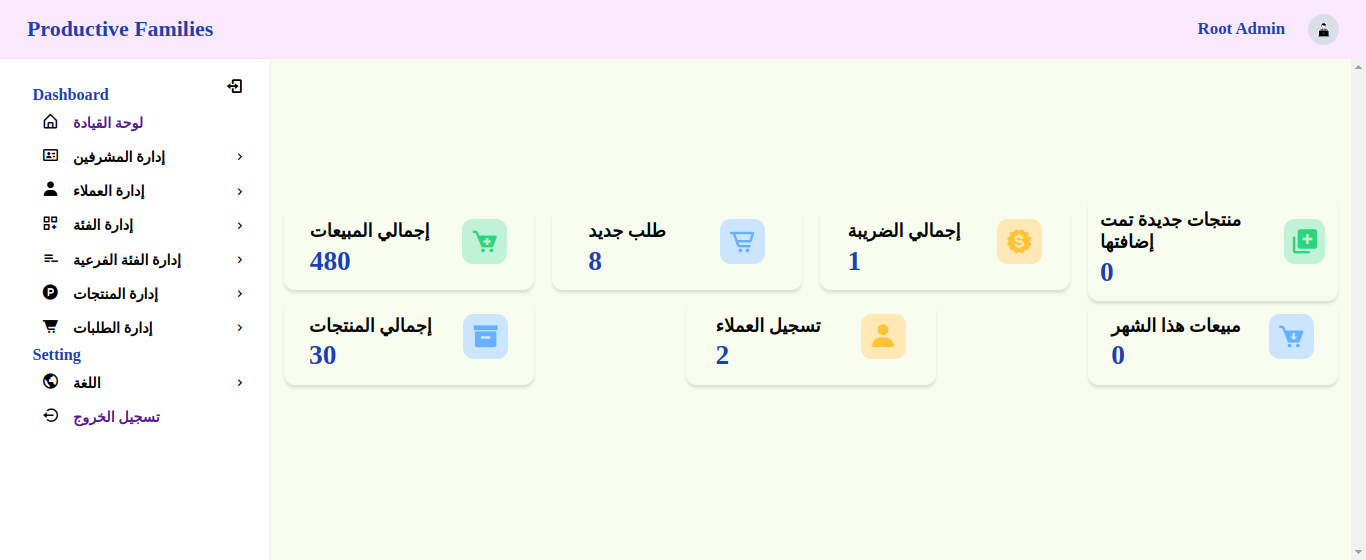 Productive Families
Root Admin
Dashboard
لوحة القيادة
إدارة المشرفين
إدارة العملاء
إدارة الفئة
إدارة الفئة الفرعية
إدارة المنتجات
إدارة الطلبات
Setting
اللغة
تسجيل الخروج
إجمالي المبيعات
480
طلب جديد
8
إجمالي الضريبة
1
منتجات جديدة تمت
إضافتها
0
إجمالي المنتجات
30
تسجيل العملاء
2
مبيعات هذا الشهر
0